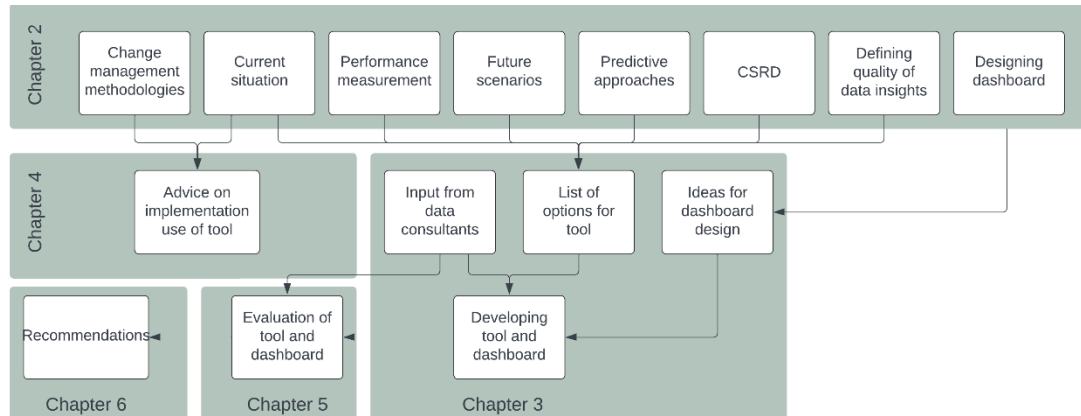 Chapter 2
Change
management
methodologies
Current
situation
Performance
measurement
Future
scenarios
Predictive
approaches
CSRD
Defining
quality of
data insights
Designing
dashboard
Chapter 4
Advice on
implementation
use of tool
Input from
data
consultants
List of
options for
tool
Ideas for
dashboard
design
Recommendations
Evaluation of
tool and
dashboard
Developing
tool and
dashboard
Chapter 6
Chapter 5
Chapter 3